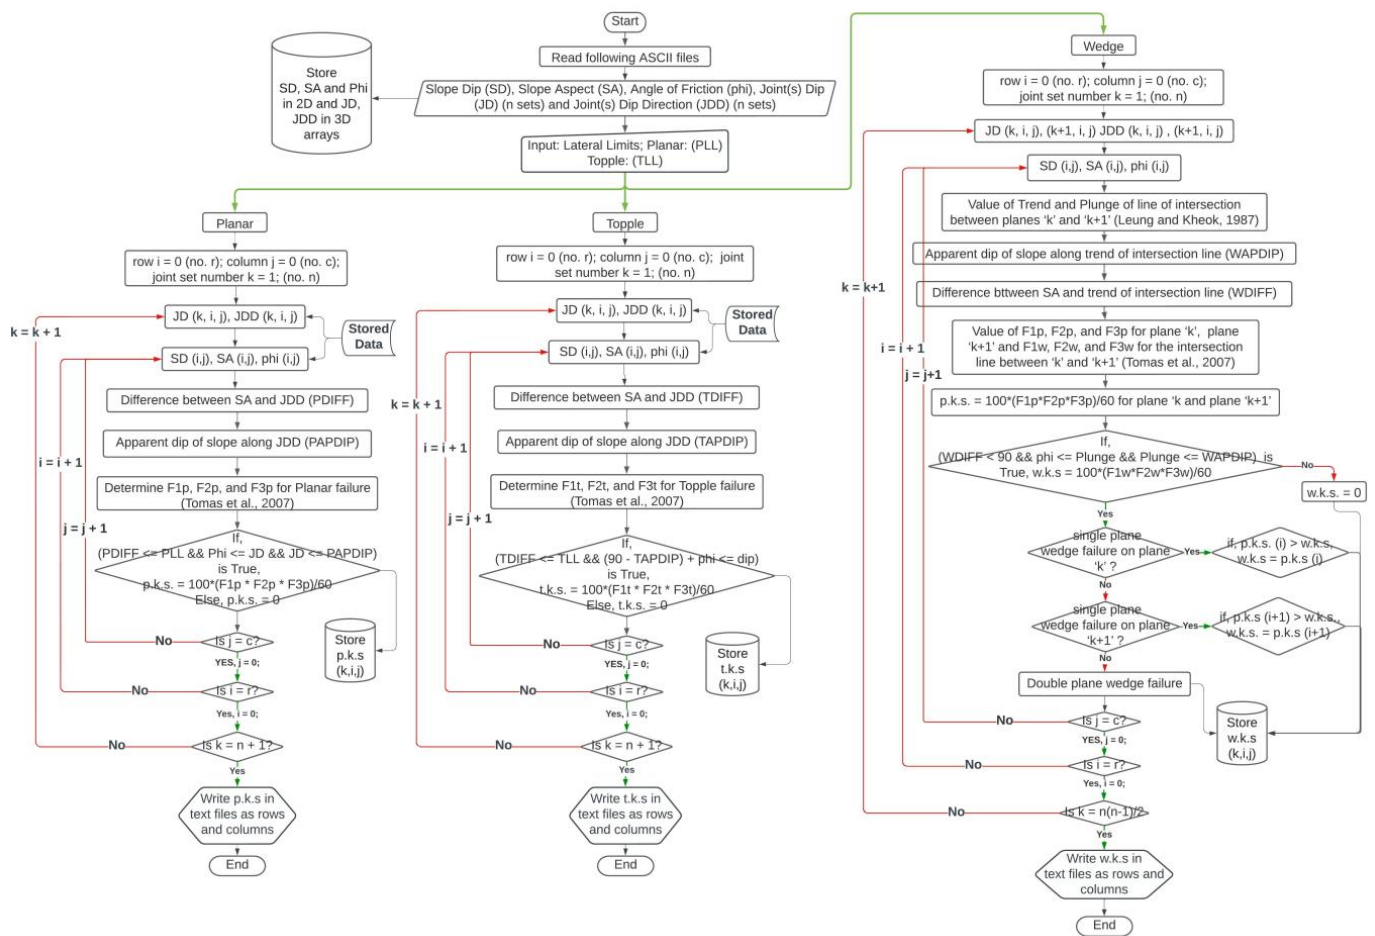 Start
Read following ASCII files
Slope Dip (SD), Slope Aspect (SA), Angle of Friction (phi), Joint(s) Dip
(JD) (n sets) and Joint(s) Dip Direction (JDD) (n sets)
Store
SD, SA and Phi
in 2D and JD,
JDD in 3D
arrays
Input: Lateral Limits; Planar: (PLL)
Topple: (TLL)
Planar
row i = 0 (no. r); column j = 0 (no. c);
joint set number k = 1; (no. n)
JD (k, i, j), JDD (k, i, j)
Stored
Data
SD (i,j), SA (i,j), phi (i,j)
Difference between SA and JDD (PDIFF)
Apparent dip of slope along JDD (PAPDIP)
Determine F1p, F2p, and F3p for Planar failure
(Tomas et al., 2007)
If,
(PDIFF <= PLL && Phi <= JD && JD <= PAPDIP)
is True,
p.k.s. = 100*(F1p * F2p * F3p)/60
Else, p.k.s. = 0
Store
p.k.s
(k,i,j)
Is j = c?
No
YES, j = 0;
Is i = r?
No
Yes, i = 0;
Is k = n + 1?
No
Yes
k = k + 1
i = i + 1
j = j + 1
Write p.k.s in
text files as rows
and columns
End
Topple
row i = 0 (no. r); column j = 0 (no. c); joint
set number k = 1; (no. n)
JD (k, i, j), JDD (k, i, j)
Stored
Data
SD (i,j), SA (i,j), phi (i,j)
Difference between SA and JDD (TDIFF)
Apparent dip of slope along JDD (TAPDIP)
Determine F1t, F2t, and F3t for Topple failure
(Tomas et al., 2007)
If,
(TDIFF <= TLL && (90 - TAPDIP) + phi <= dip)
is True,
t.k.s. = 100*(F1t * F2t * F3t)/60
Else, t.k.s. = 0
Store
t.k.s
(k,i,j)
Is j = c?
No
YES, j = 0;
Is i = r?
No
Yes, i = 0;
Is k = n + 1?
No
Yes
k = k + 1
i = i + 1
j = j + 1
Write t.k.s in
text files as rows
and columns
End
Wedge
row i = 0 (no. r); column j = 0 (no. c);
joint set number k = 1; (no. n)
JD (k, i, j), (k+1, i, j) JDD (k, i, j) , (k+1, i, j)
SD (i,j), SA (i,j), phi (i,j)
Value of Trend and Plunge of line of intersection
between planes ‘k’ and ‘k+1’ (Leung and Kheok, 1987)
Apparent dip of slope along trend of intersection line (WAPDIP)
Difference bttween SA and trend of intersection line (WDIFF)
Value of F1p, F2p, and F3p for plane ‘k’, plane
‘k+1’ and F1w, F2w, and F3w for the intersection
line between ‘k’ and ‘k+1’ (Tomas et al., 2007)
p.k.s. = 100*(F1p*F2p*F3p)/60 for plane ‘k and plane ‘k+1’
If,
(WDIFF < 90 && phi <= Plunge && Plunge <= WAPDIP) is
True, w.k.s = 100*(F1w*F2w*F3w)/60
No
w.k.s. = 0
Yes
single plane
wedge failure on plane
‘k’ ?
Yes
if, p.k.s. (i) > w.k.s,
w.k.s = p.k.s (i)
No
single plane
wedge failure on plane
‘k+1’ ?
Yes
if, p.k.s (i+1) > w.k.s.,
w.k.s. = p.k.s (i+1)
No
Double plane wedge failure
Store
w.k.s
(k,i,j)
Is j = c?
No
YES, j = 0;
Is i = r?
No
Yes, i = 0;
Is k = n(n-1)/2
No
Yes
k = k+1
i = i + 1
j = j+1
Write w.k.s in
text files as rows and
columns
End